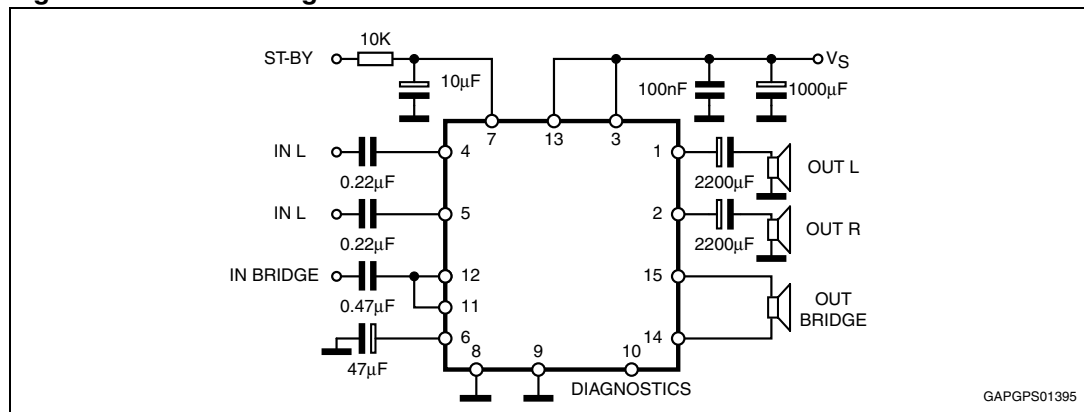 10K
ST-BY
10µF
7
13
3
100nF
1000µF
VS
IN L
0.22µF
4
1
2200µF
OUT L
IN L
0.22µF
5
2
2200µF
OUT R
IN BRIDGE
0.47µF
12
11
15
14
OUT
BRIDGE
47µF
6
8
9
10
DIAGNOSTICS
GAPGPS01395